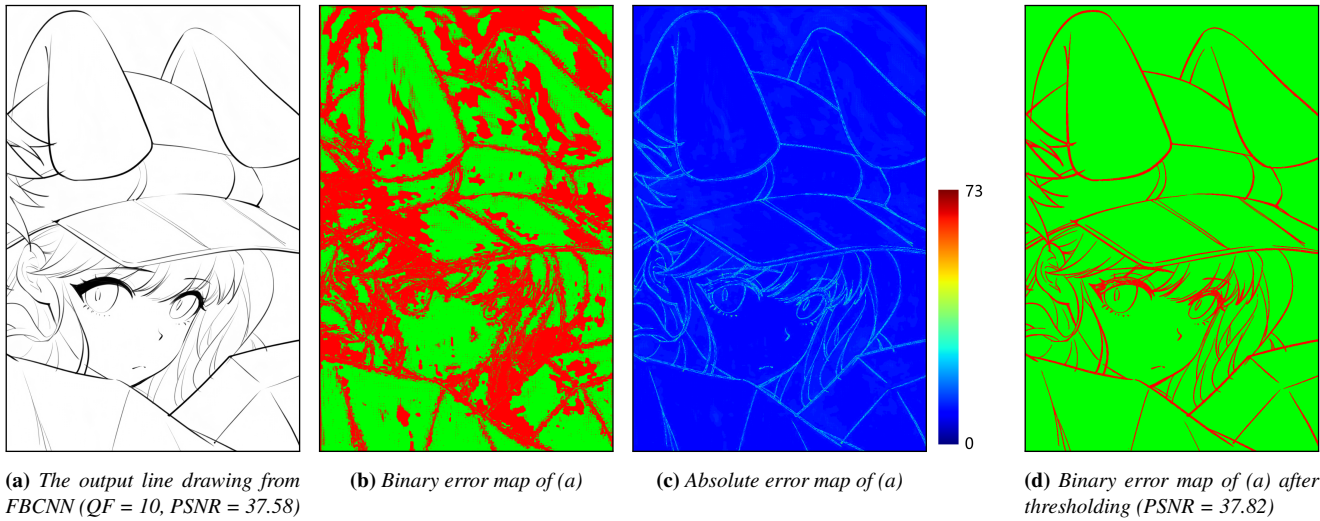 73
0
(a) The output line drawing from
FBCNN (QF = 10, PSNR = 37.58)
(b) Binary error map of (a)
(c) Absolute error map of (a)
(d) Binary error map of (a) after
thresholding (PSNR = 37.82)